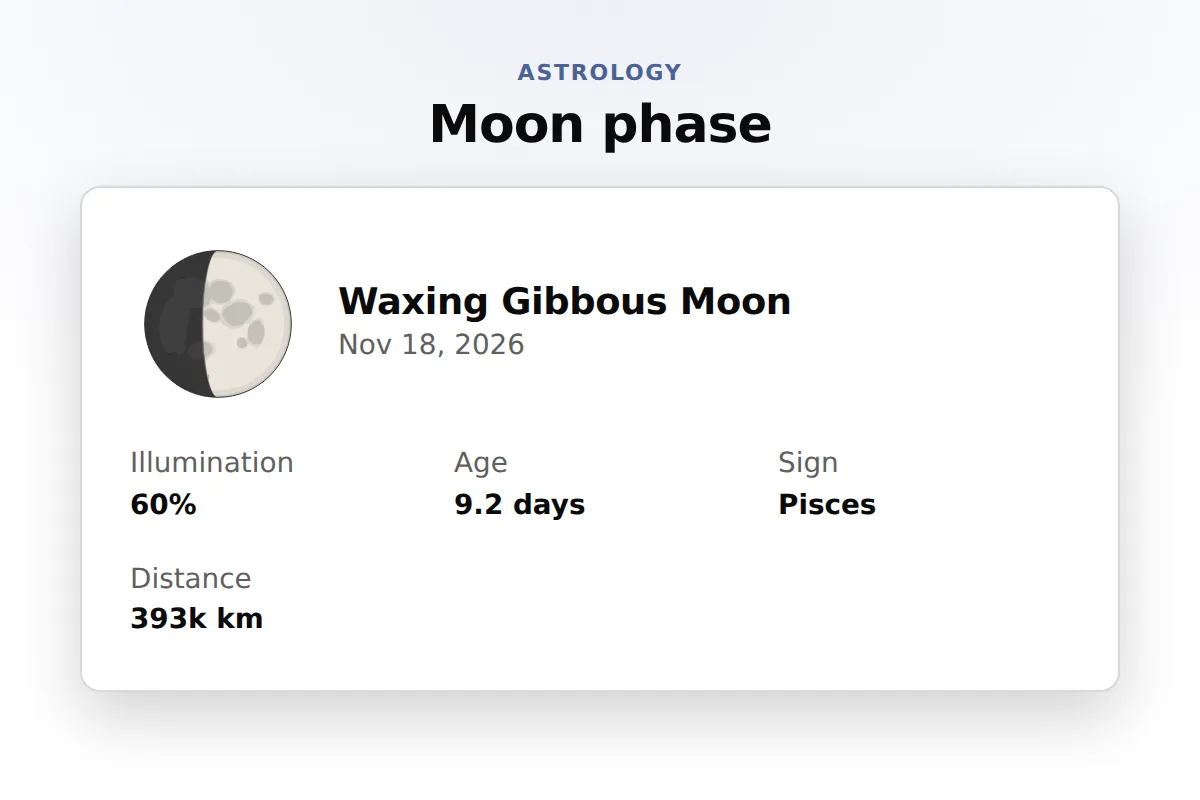 ASTROLOGY
Moon phase
Waxing Gibbous Moon
Nov 18, 2026
Illumination
60%
Age
9.2 days
Sign
Pisces
Distance
393k km